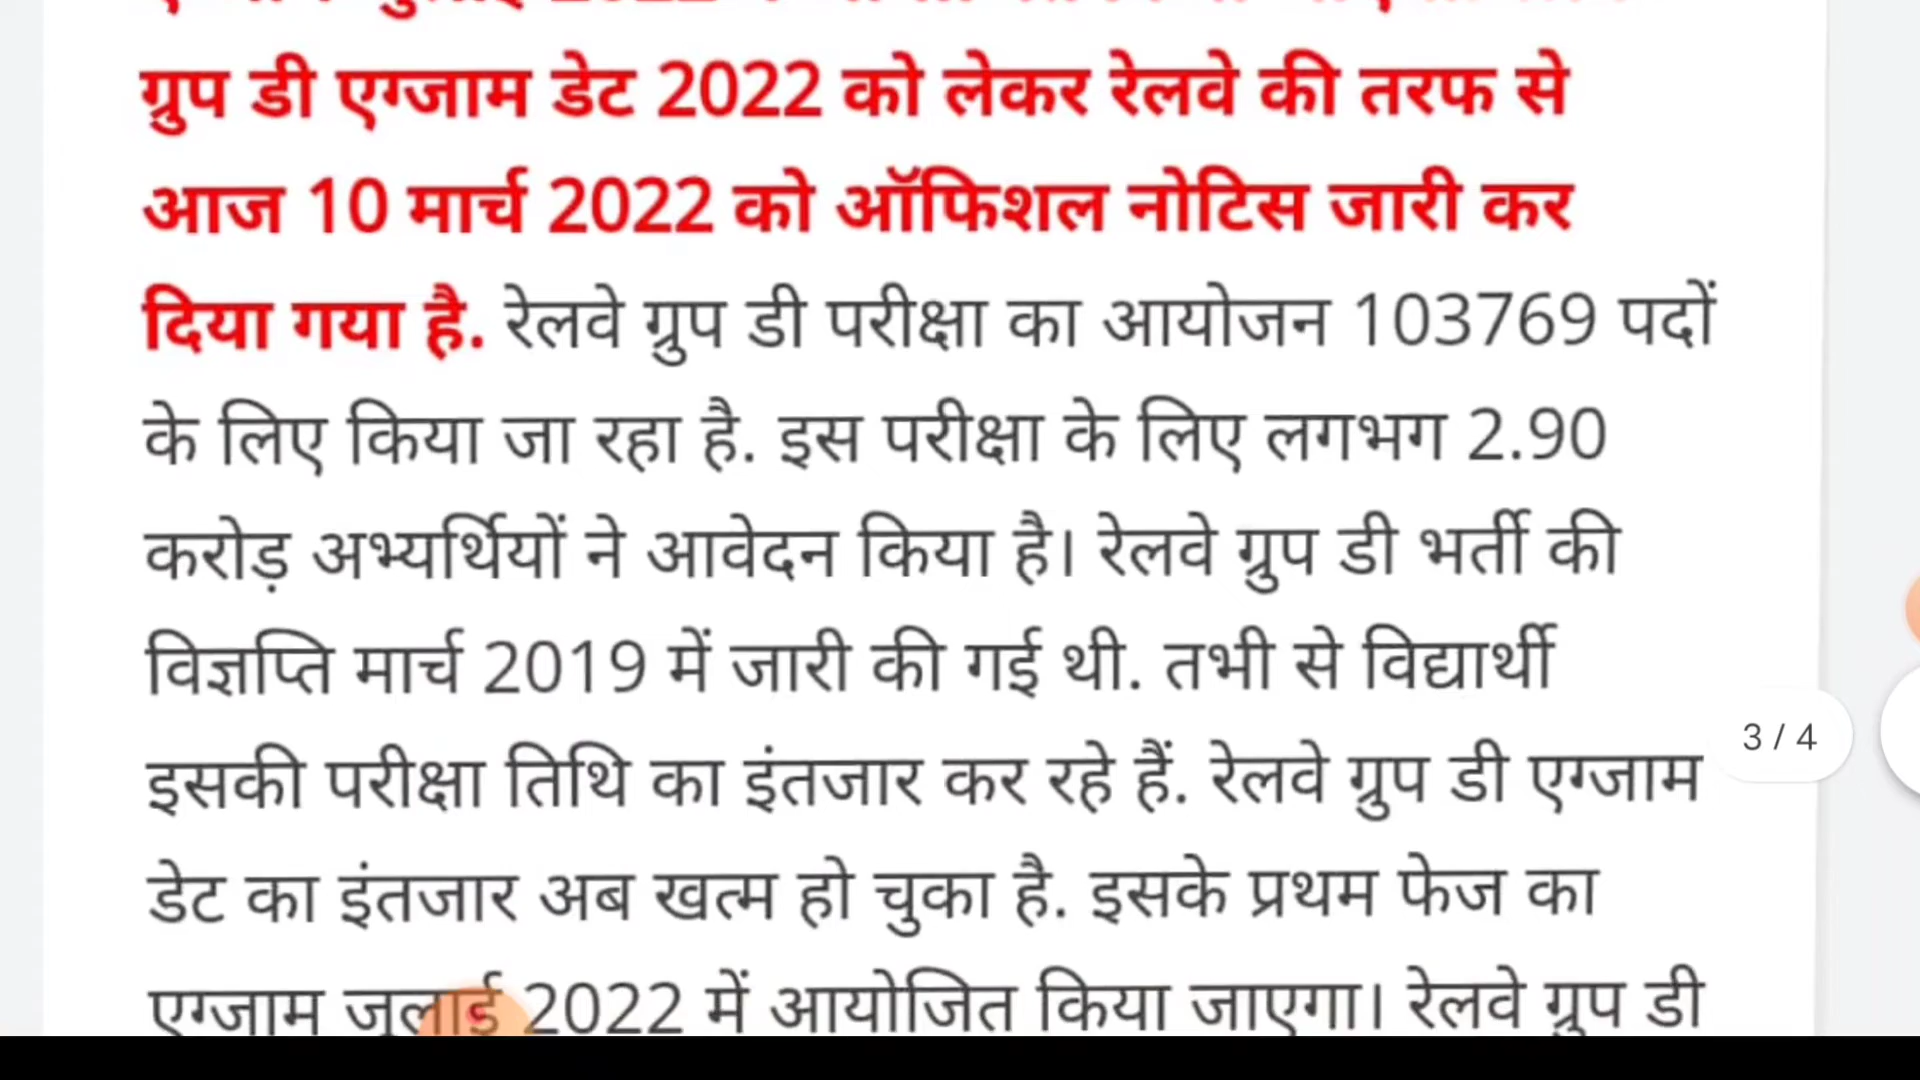 ग्रुप डी एग्जाम डेट 2022 को लेकर रेलवे की तरफ से
आज 10 मार्च 2022 को ऑफिशल नोटिस जारी कर
दिया गया है. रेलवे ग्रुप डी परीक्षा का आयोजन 103769 पदों
के लिए किया जा रहा है. इस परीक्षा के लिए लगभग 2.90
करोड़ अभ्यर्थियों ने आवेदन किया है। रेलवे ग्रुप डी भर्ती की
विज्ञप्ति मार्च 2019 में जारी की गई थी. तभी से विद्यार्थी
3 / 4
इसकी परीक्षा तिथि का इंतजार कर रहे हैं. रेलवे ग्रुप डी एग्जाम
डेट का इंतजार अब खत्म हो चुका है. इसके प्रथम फेज का
एग्जाम जुलाई 2022 में आयोजित किया जाएगा। रेलवे ग्रुप डी